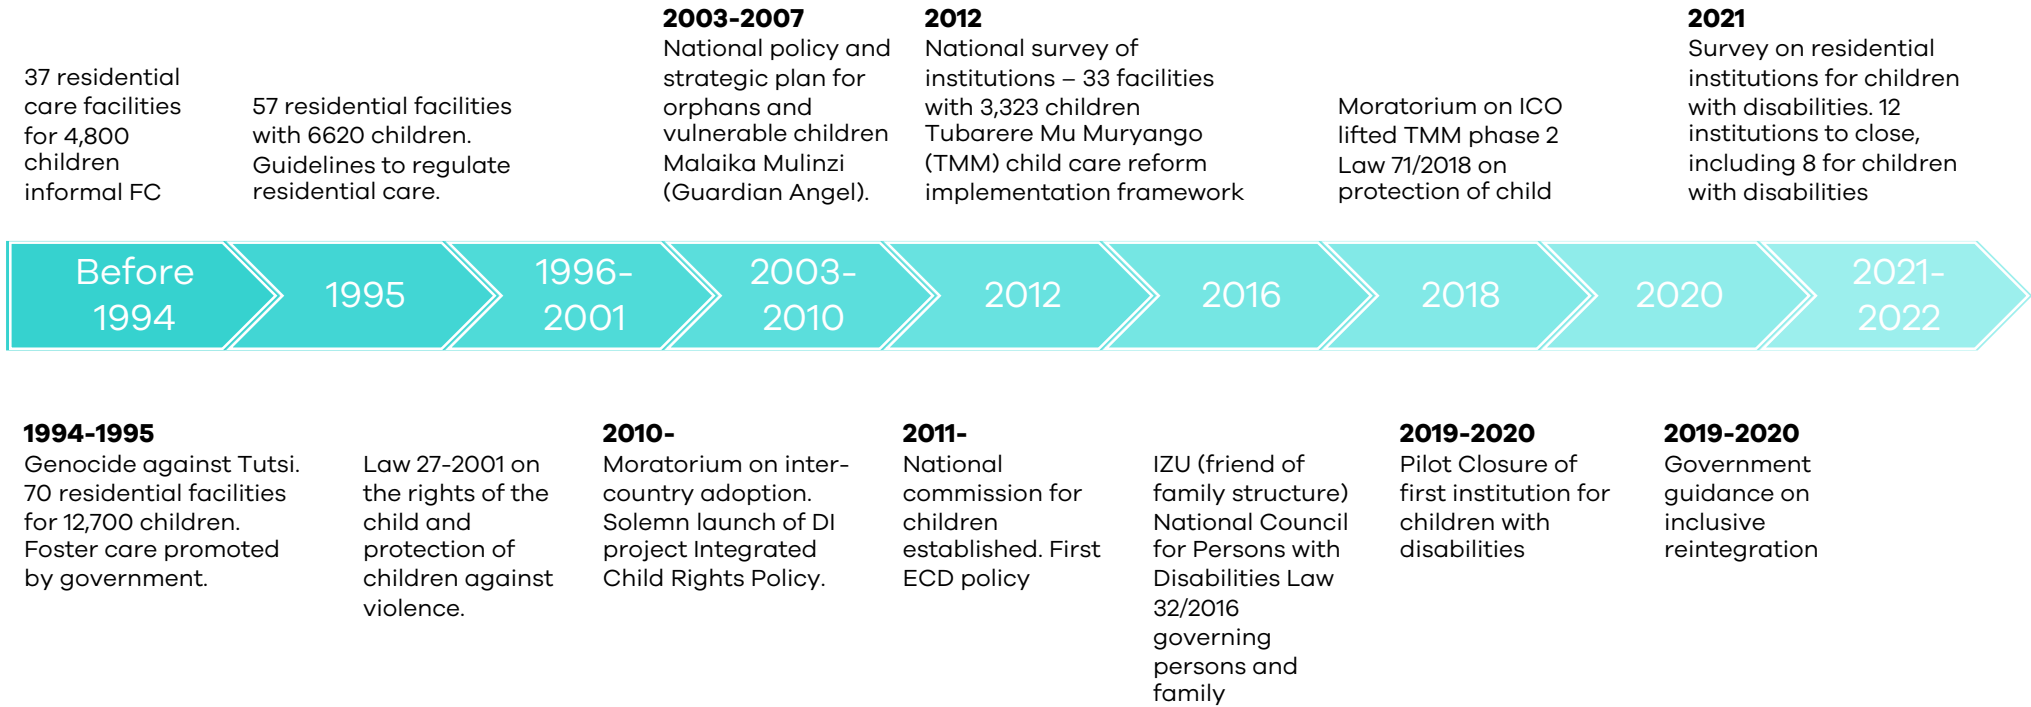 37 residential
care facilities
for 4,800
children
informal FC
57 residential facilities
with 6620 children.
Guidelines to regulate
residential care.
2003-2007
National policy and
strategic plan for
orphans and
vulnerable children
Malaika Mulinzi
(Guardian Angel).
2012
National survey of
institutions – 33 facilities
with 3,323 children
Tubarere Mu Muryango
(TMM) child care reform
implementation framework
Moratorium on ICO
lifted TMM phase 2
Law 71/2018 on
protection of child
2021
Survey on residential
institutions for children
with disabilities. 12
institutions to close,
including 8 for children
with disabilities
Before
1994
1995
1996-
2001
2003-
2010
2012
2016
2018
2020
2021-
2022
1994-1995
Genocide against Tutsi.
70 residential facilities
for 12,700 children.
Foster care promoted
by government.
Law 27-2001 on
the rights of the
child and
protection of
children against
violence.
2010-
Moratorium on inter-
country adoption.
Solemn launch of DI
project Integrated
Child Rights Policy.
2011-
National
commission for
children
established. First
ECD policy
IZU (friend of
family structure)
National Council
for Persons with
Disabilities Law
32/2016
governing
persons and
family
2019-2020
Pilot Closure of
first institution for
children with
disabilities
2019-2020
Government
guidance on
inclusive
reintegration